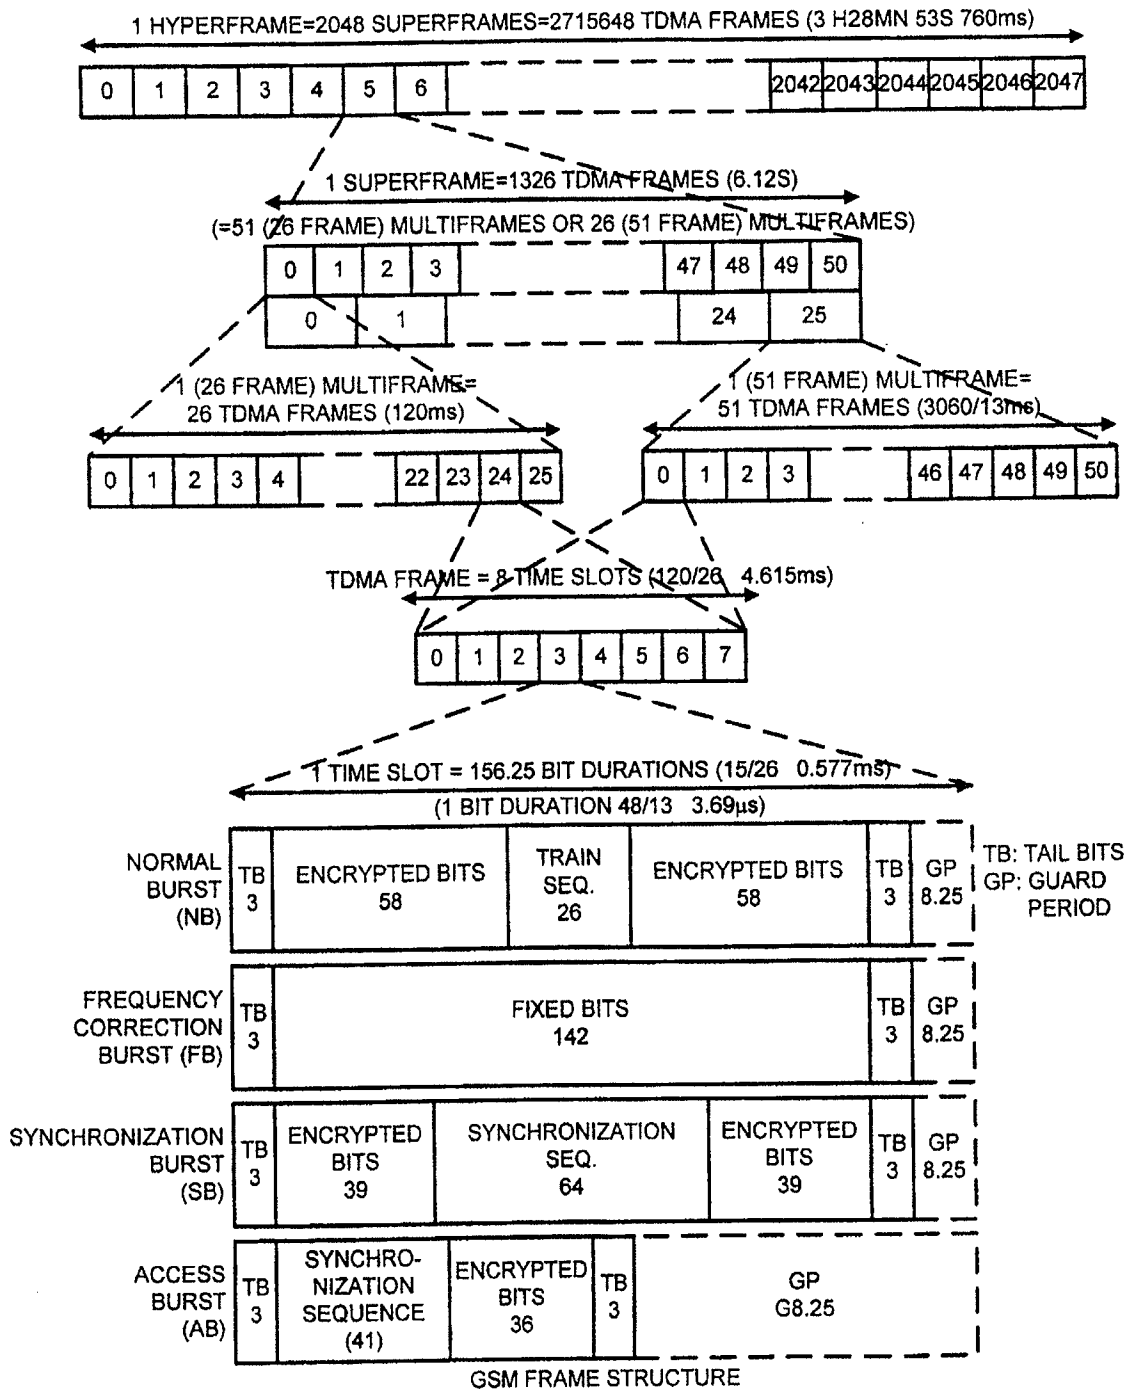 1 HYPERFRAME=2048 SUPERFRAMES=2715648 TDMA FRAMES (3 H28MN 53S 760ms)
0 1 2 3 4 5 6 2042 2043 2044 2045 2046 2047
1 SUPERFRAME=1326 TDMA FRAMES (6.12S)
(=51 (26 FRAME) MULTIFRAMES OR 26 (51 FRAME) MULTIFRAMES)
0 1 2 3 47 48 49 50
0 1 24 25
1 (26 FRAME) MULTIFRAME=
26 TDMA FRAMES (120ms)
1 (51 FRAME) MULTIFRAME=
51 TDMA FRAMES (3060/13ms)
0 1 2 3 4 22 23 24 25
0 1 2 3 46 47 48 49 50
TDMA FRAME = 8 TIME SLOTS (120/26 4.615ms)
0 1 2 3 4 5 6 7
1 TIME SLOT = 156.25 BIT DURATIONS (15/26 0.577ms)
(1 BIT DURATION 48/13 3.69µs)
NORMAL
BURST
(NB)
TB
3
ENCRYPTED BITS
58
TRAIN
SEQ.
26
ENCRYPTED BITS
58
TB
3
GP
8.25
TB: TAIL BITS
GP: GUARD
PERIOD
FREQUENCY
CORRECTION
BURST (FB)
TB
3
FIXED BITS
142
TB
3
GP
8.25
SYNCHRONIZATION
BURST
(SB)
TB
3
ENCRYPTED
BITS
39
SYNCHRONIZATION
SEQ.
64
ENCRYPTED
BITS
39
TB
3
GP
8.25
ACCESS
BURST
(AB)
TB
3
SYNCHRO-
NIZATION
SEQUENCE
(41)
ENCRYPTED
BITS
36
TB
3
GP
G8.25
GSM FRAME STRUCTURE